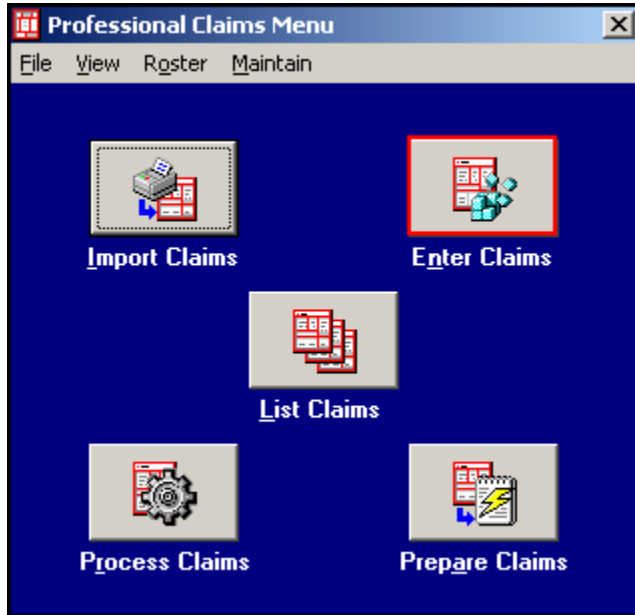 Professional Claims Menu
File View Roster Maintain
Import Claims
Enter Claims
List Claims
Process Claims
Prepare Claims